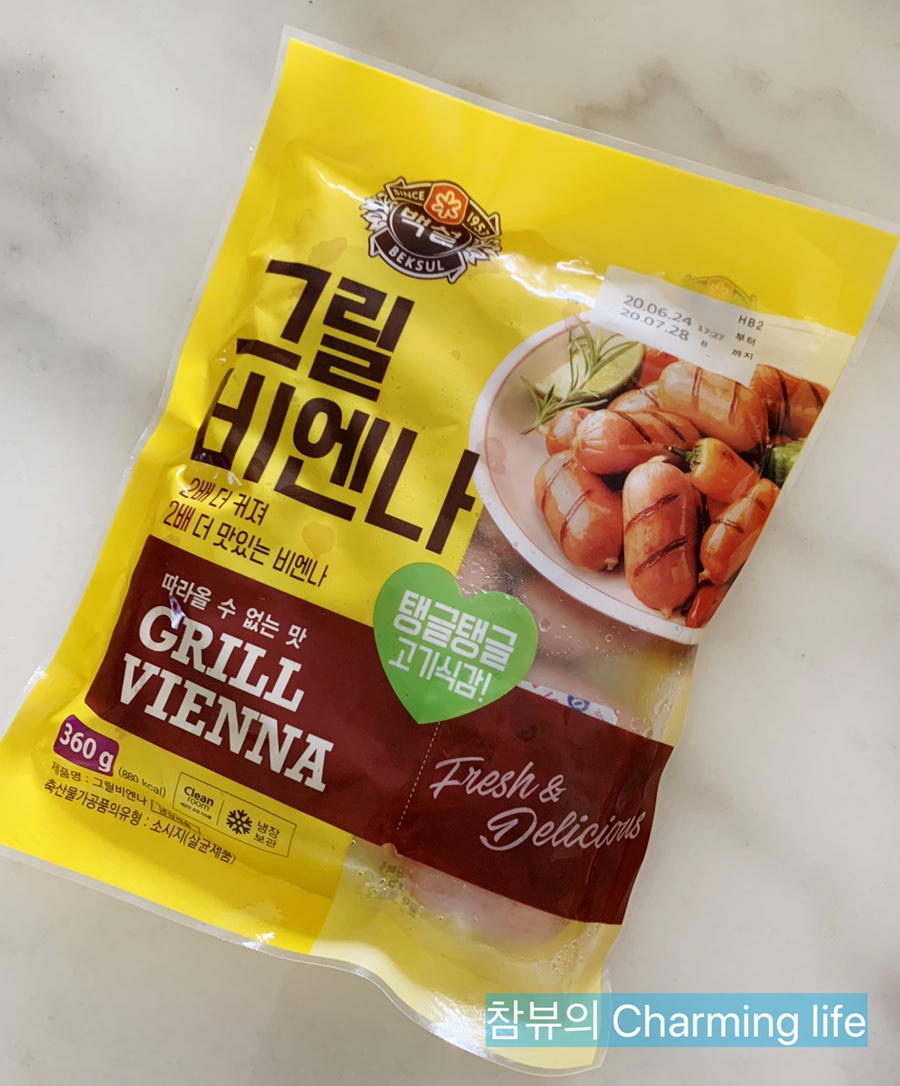 SINCE 1957
백설
BEKSUL
그릴
비엔나
2배 더 커져
2배 더 맛있는 비엔나
20.06.24 17:27 HB2 부터
20.07.28 B 까지
따라올 수 없는 맛
GRILL
VIENNA
탱글탱글
고기식감!
Fresh &
Delicious
360 g
(880 kcal)
제품명 : 그릴비엔나
축산물가공품의유형 : 소시지(살균제품)
Clean
room
냉장
보관
참뷰의 Charming life